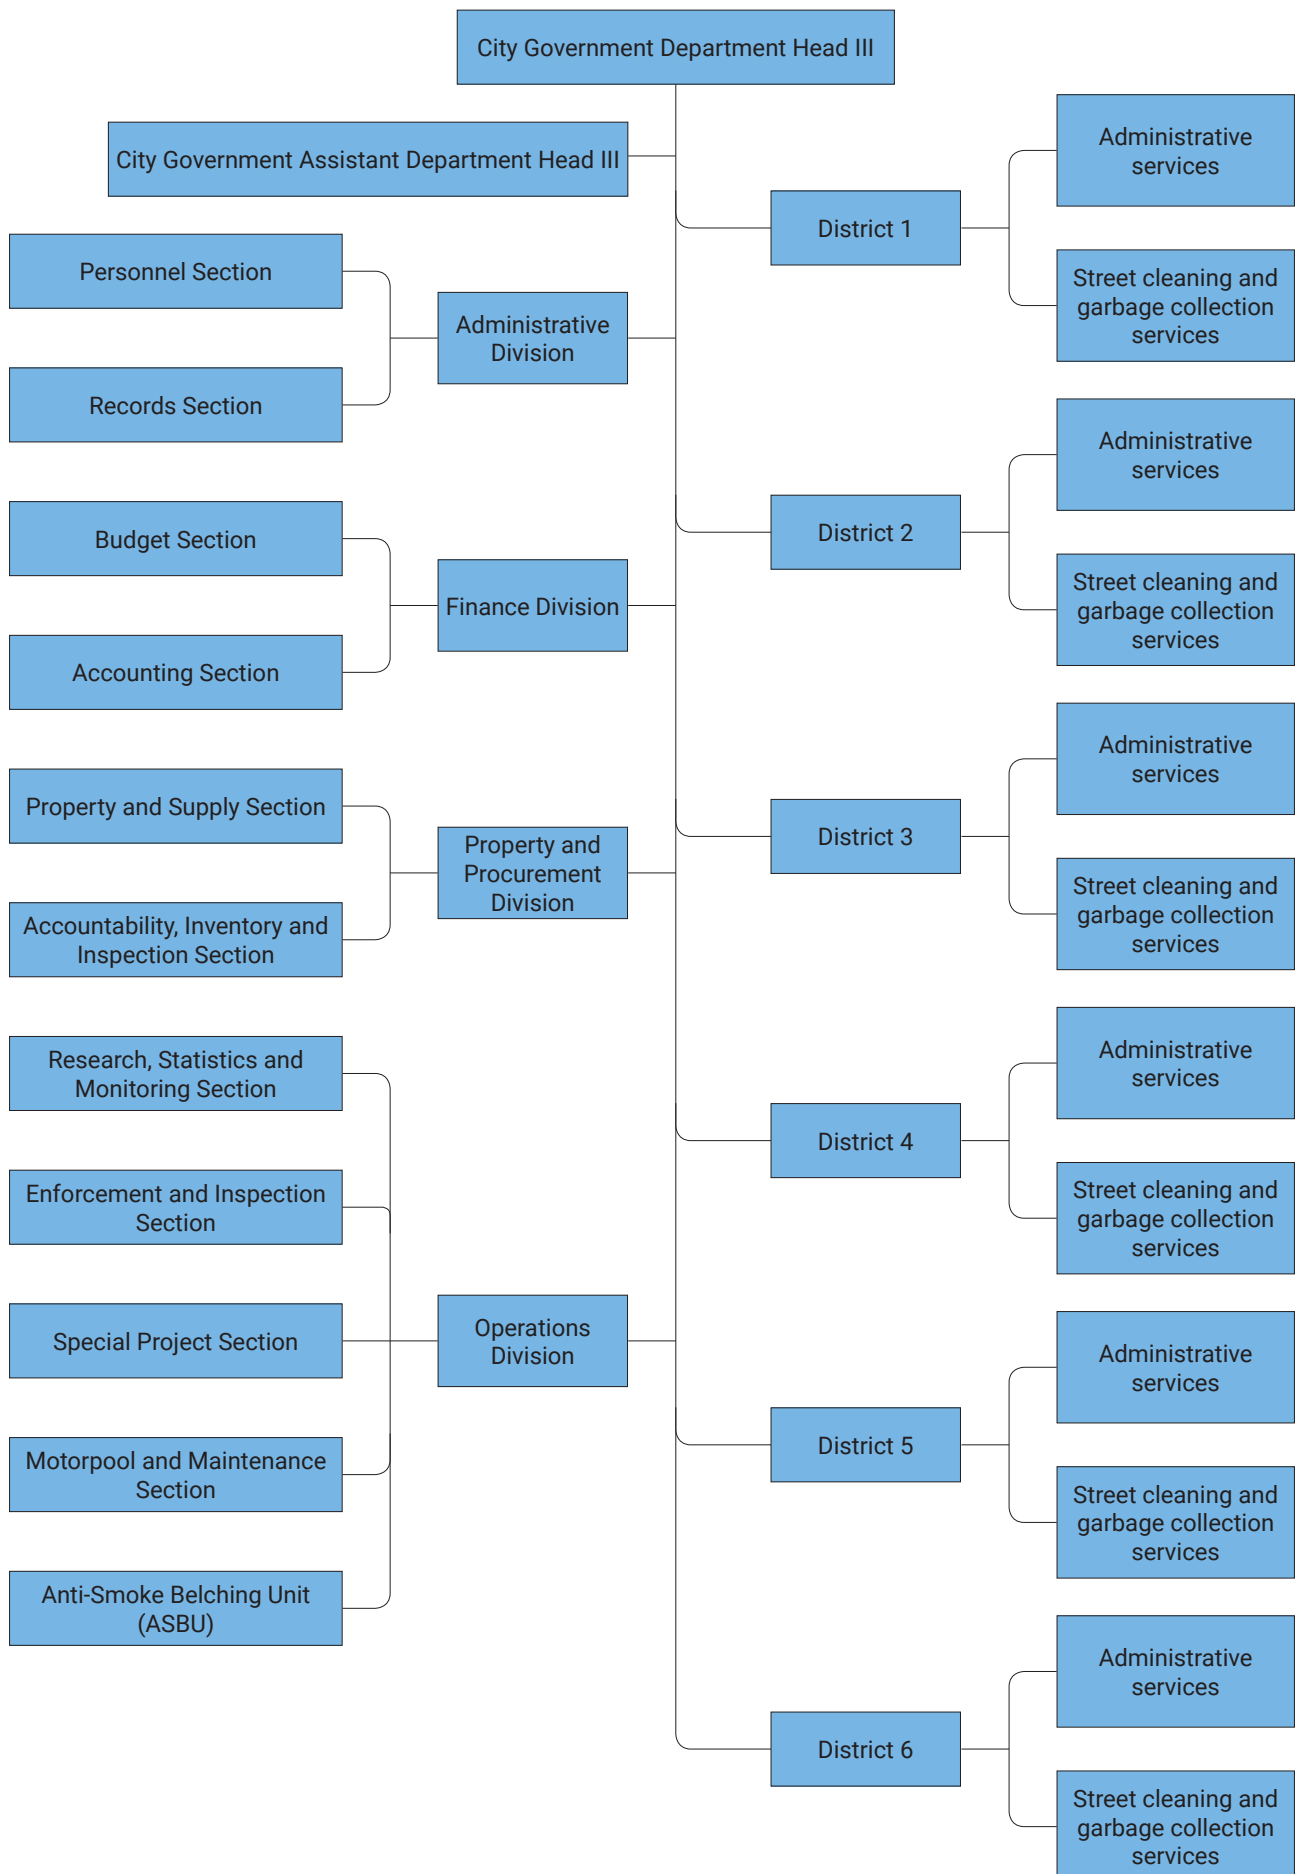 City Government Department Head III
City Government Assistant Department Head III
Personnel Section
Records Section
Administrative
Division
Budget Section
Accounting Section
Finance Division
Property and Supply Section
Accountability, Inventory and
Inspection Section
Property and
Procurement
Division
Research, Statistics and
Monitoring Section
Enforcement and Inspection
Section
Special Project Section
Motorpool and Maintenance
Section
Anti-Smoke Belching Unit
(ASBU)
Operations
Division
District 1
Administrative
services
Street cleaning and
garbage collection
services
District 2
Administrative
services
Street cleaning and
garbage collection
services
District 3
Administrative
services
Street cleaning and
garbage collection
services
District 4
Administrative
services
Street cleaning and
garbage collection
services
District 5
Administrative
services
Street cleaning and
garbage collection
services
District 6
Administrative
services
Street cleaning and
garbage collection
services